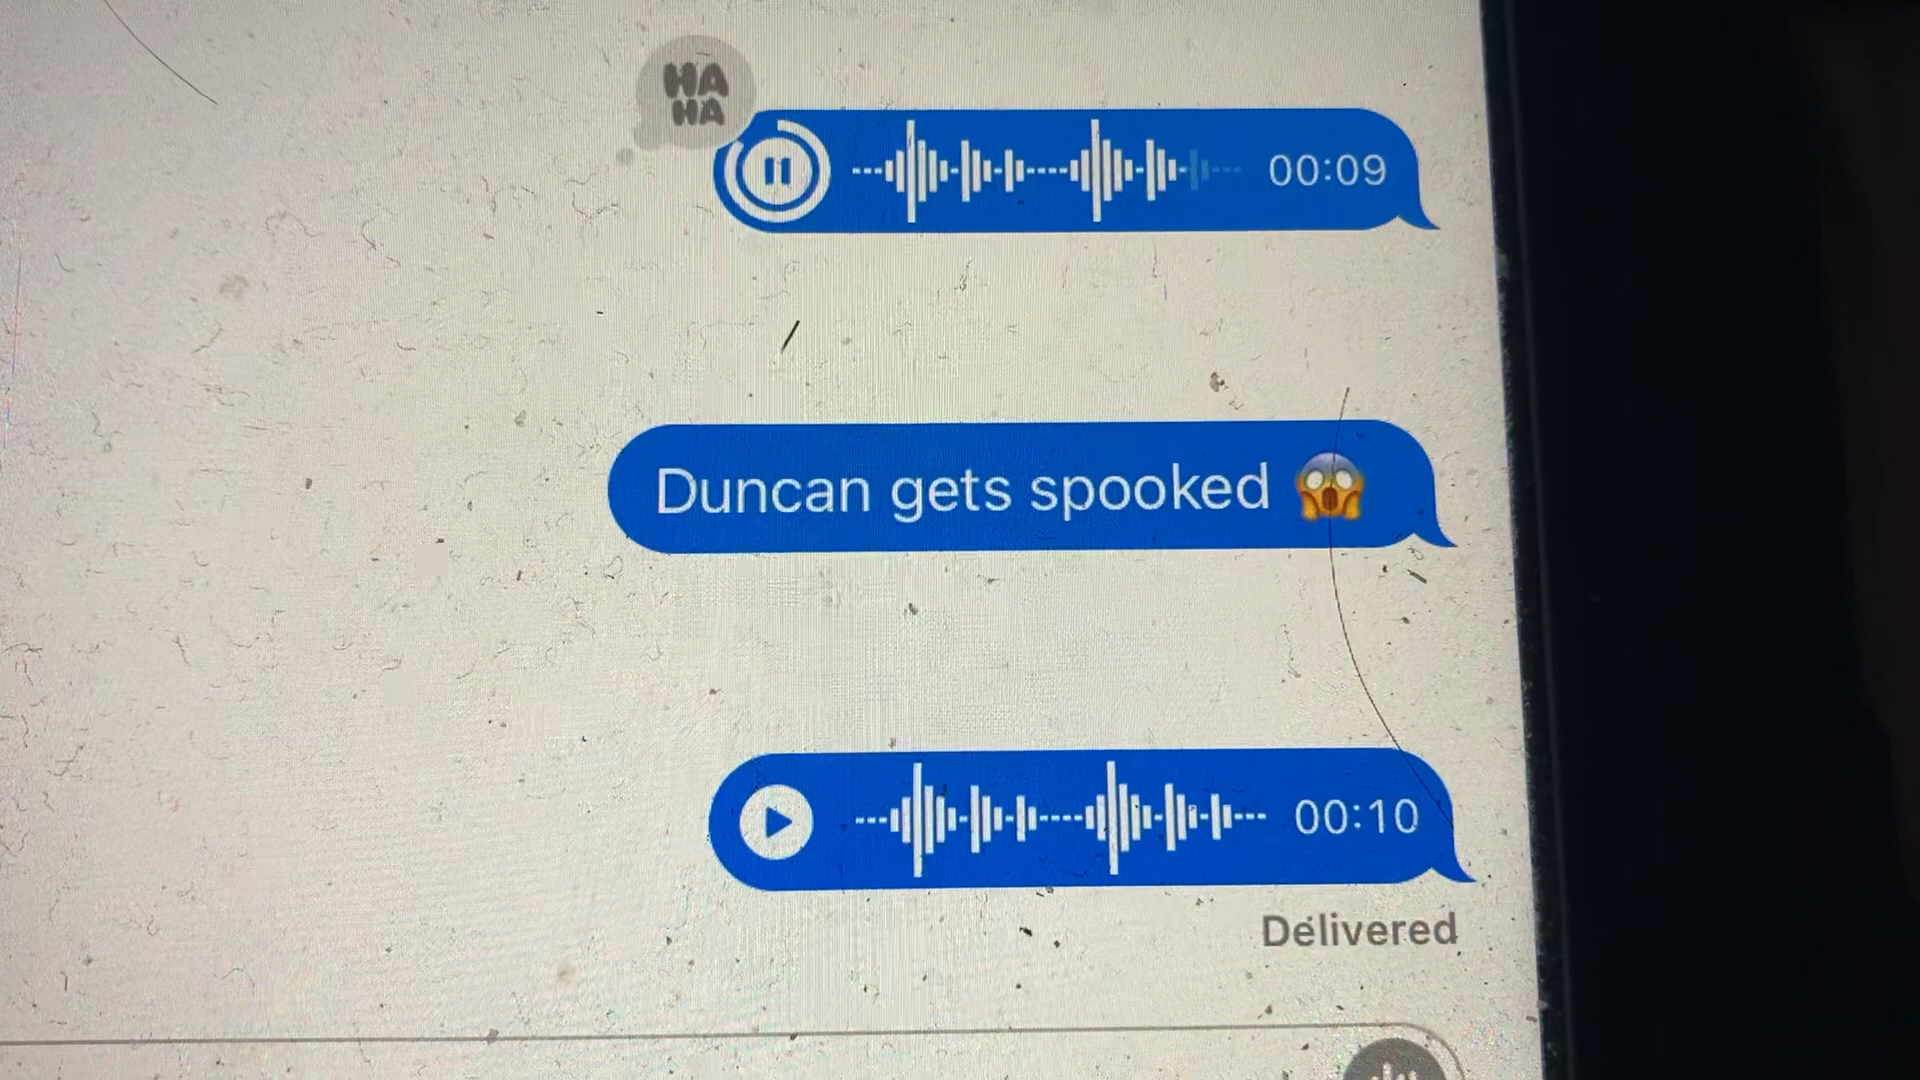 HA
HA
00:09
Duncan gets spooked 😱
00:10
Delivered